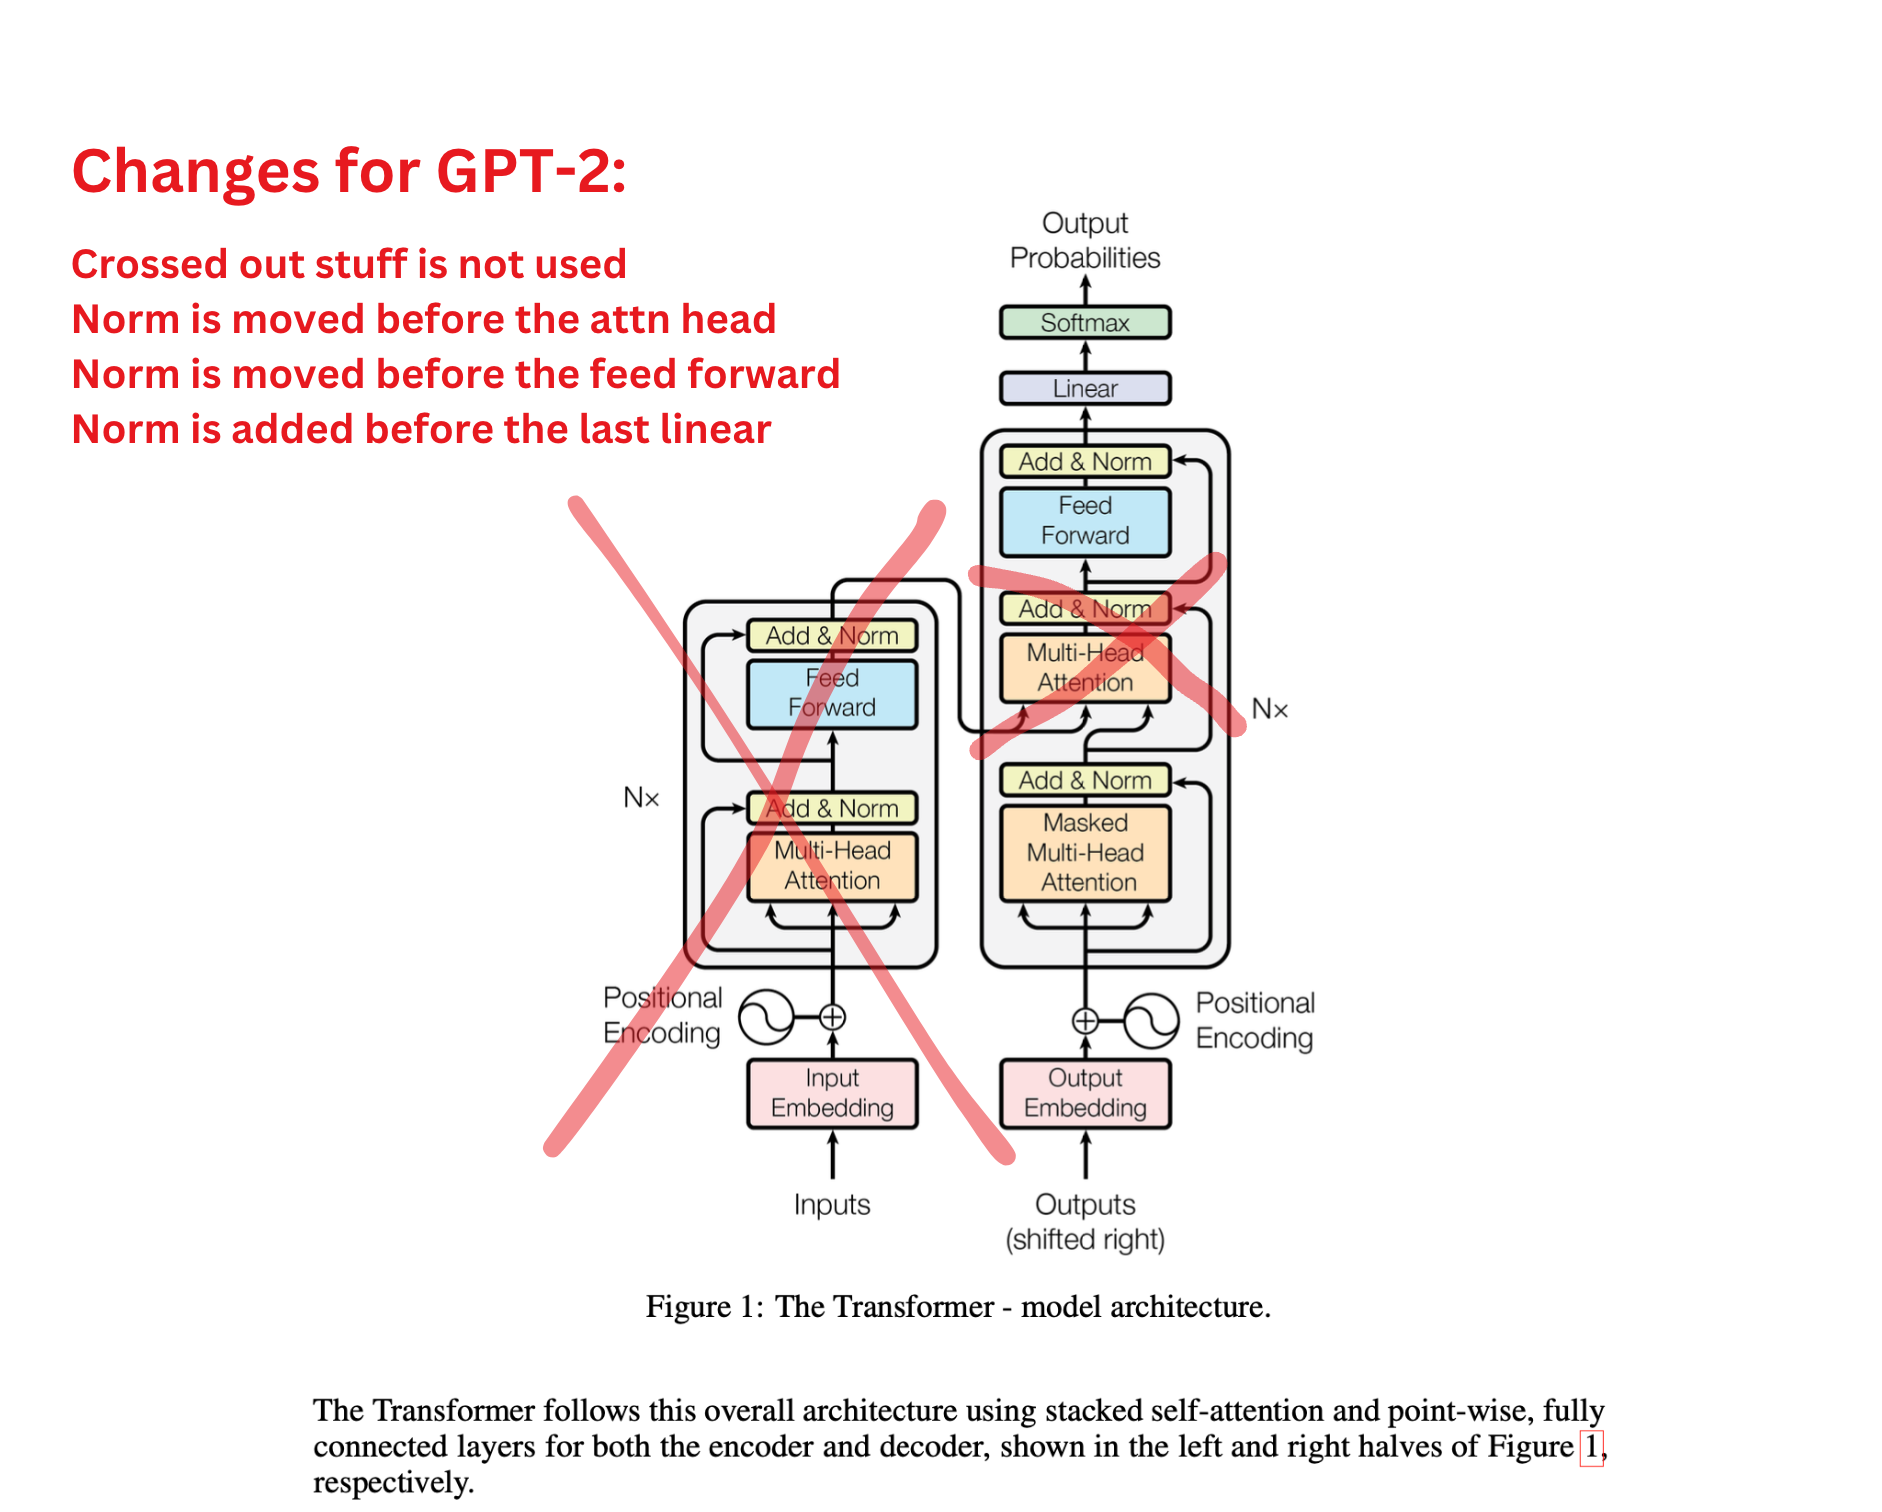 Changes for GPT-2:
Crossed out stuff is not used
Norm is moved before the attn head
Norm is moved before the feed forward
Norm is added before the last linear
Output
Probabilities
Softmax
Linear
Add & Norm
Feed
Forward
Add & Norm
Multi-Head
Attention
Nx
Add & Norm
Masked
Multi-Head
Attention
Positional
Encoding
Output
Embedding
Outputs
(shifted right)
Add & Norm
Feed
Forward
Nx
Add & Norm
Multi-Head
Attention
Positional
Encoding
Input
Embedding
Inputs
Figure 1: The Transformer - model architecture.
The Transformer follows this overall architecture using stacked self-attention and point-wise, fully
connected layers for both the encoder and decoder, shown in the left and right halves of Figure 1,
respectively.